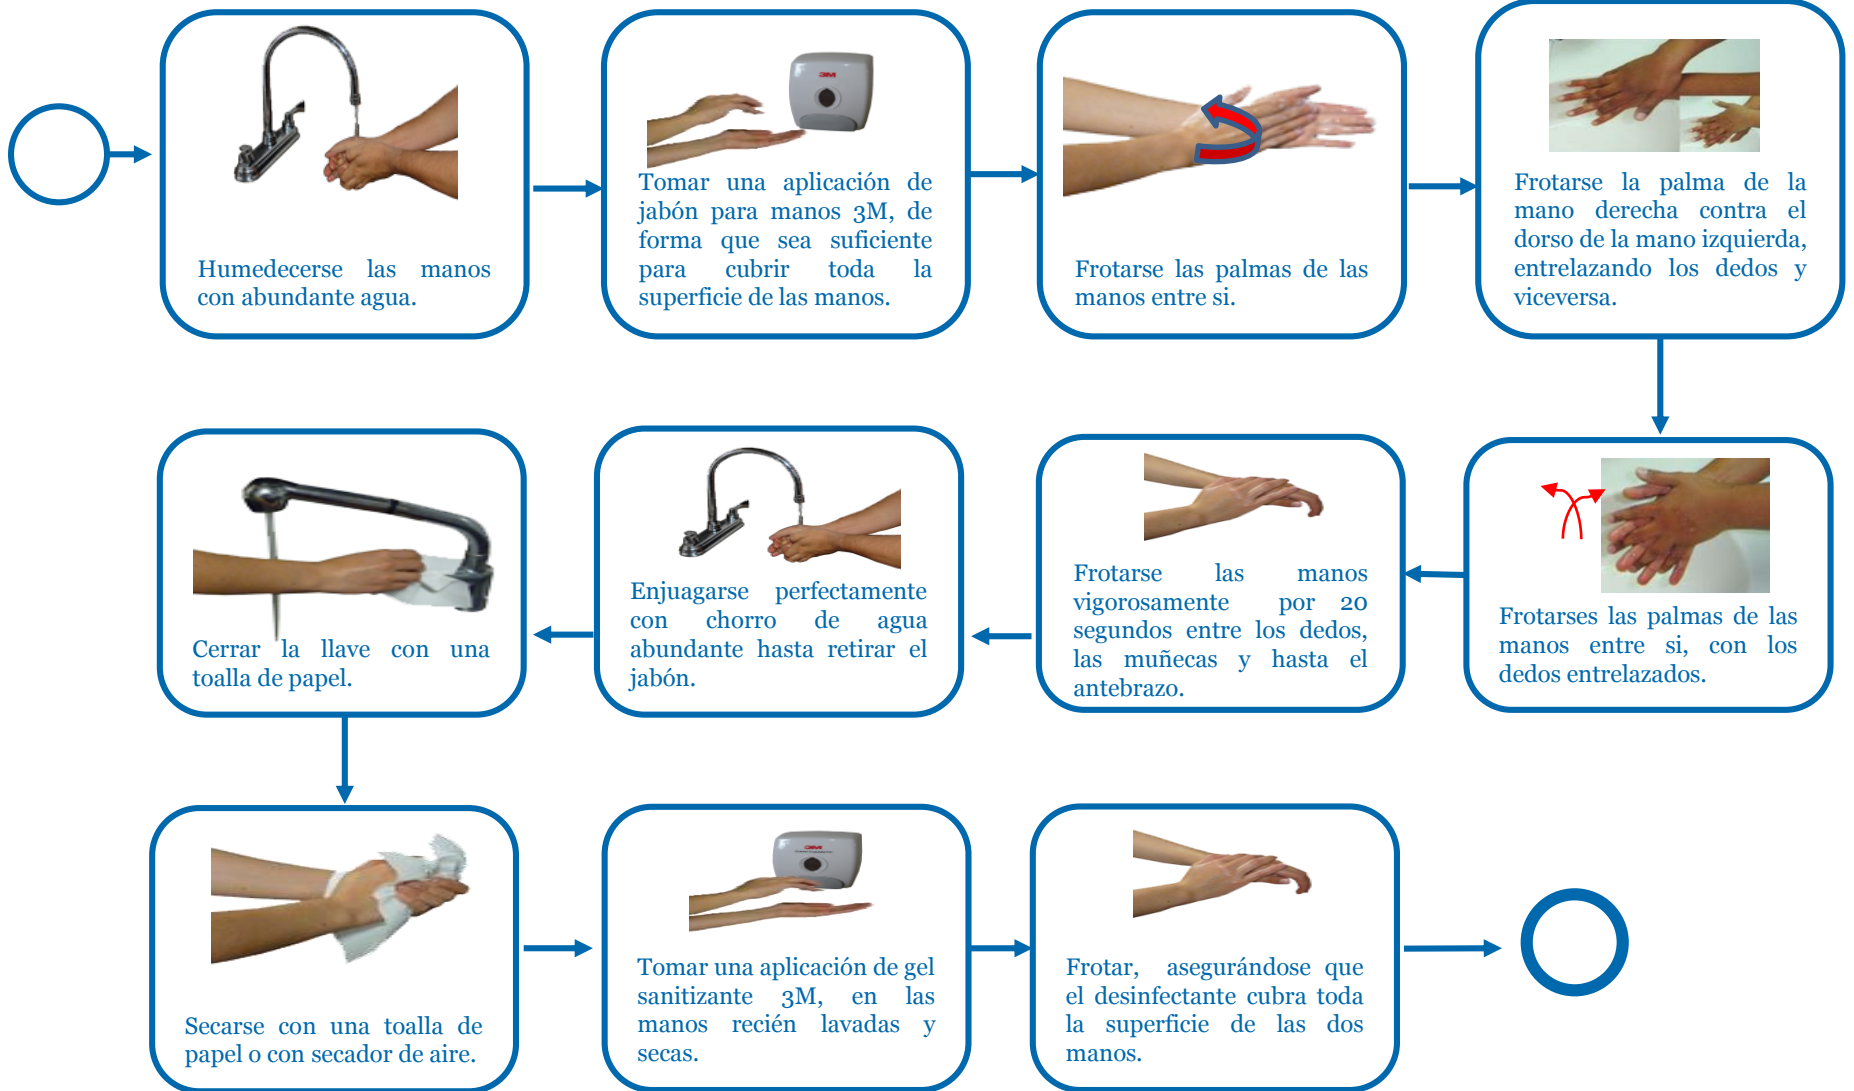 Humedecerse las manos
con abundante agua.
3M
Tomar una aplicación de
jabón para manos 3M, de
forma que sea suficiente
para cubrir toda la
superficie de las manos.
Frotarse las palmas de las
manos entre si.
Frotarse la palma de la
mano derecha contra el
dorso de la mano izquierda,
entrelazando los dedos y
viceversa.
Frotarses las palmas de las
manos entre si, con los
dedos entrelazados.
Frotarse las manos
vigorosamente por 20
segundos entre los dedos,
las muñecas y hasta el
antebrazo.
Enjuagarse perfectamente
con chorro de agua
abundante hasta retirar el
jabón.
Cerrar la llave con una
toalla de papel.
Secarse con una toalla de
papel o con secador de aire.
3M
Tomar una aplicación de gel
sanitizante 3M, en las
manos recién lavadas y
secas.
Frotar, asegurándose que
el desinfectante cubra toda
la superficie de las dos
manos.